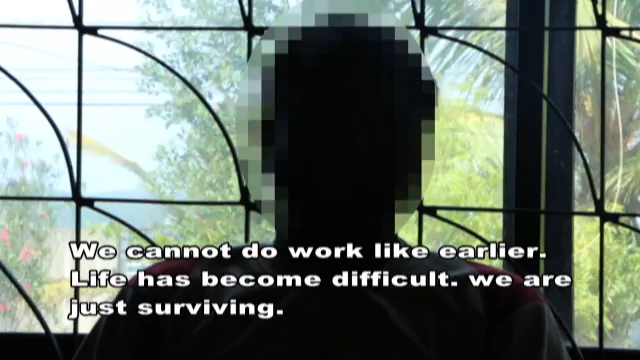 We cannot do work like earlier.
Life has become difficult. we are
just surviving.